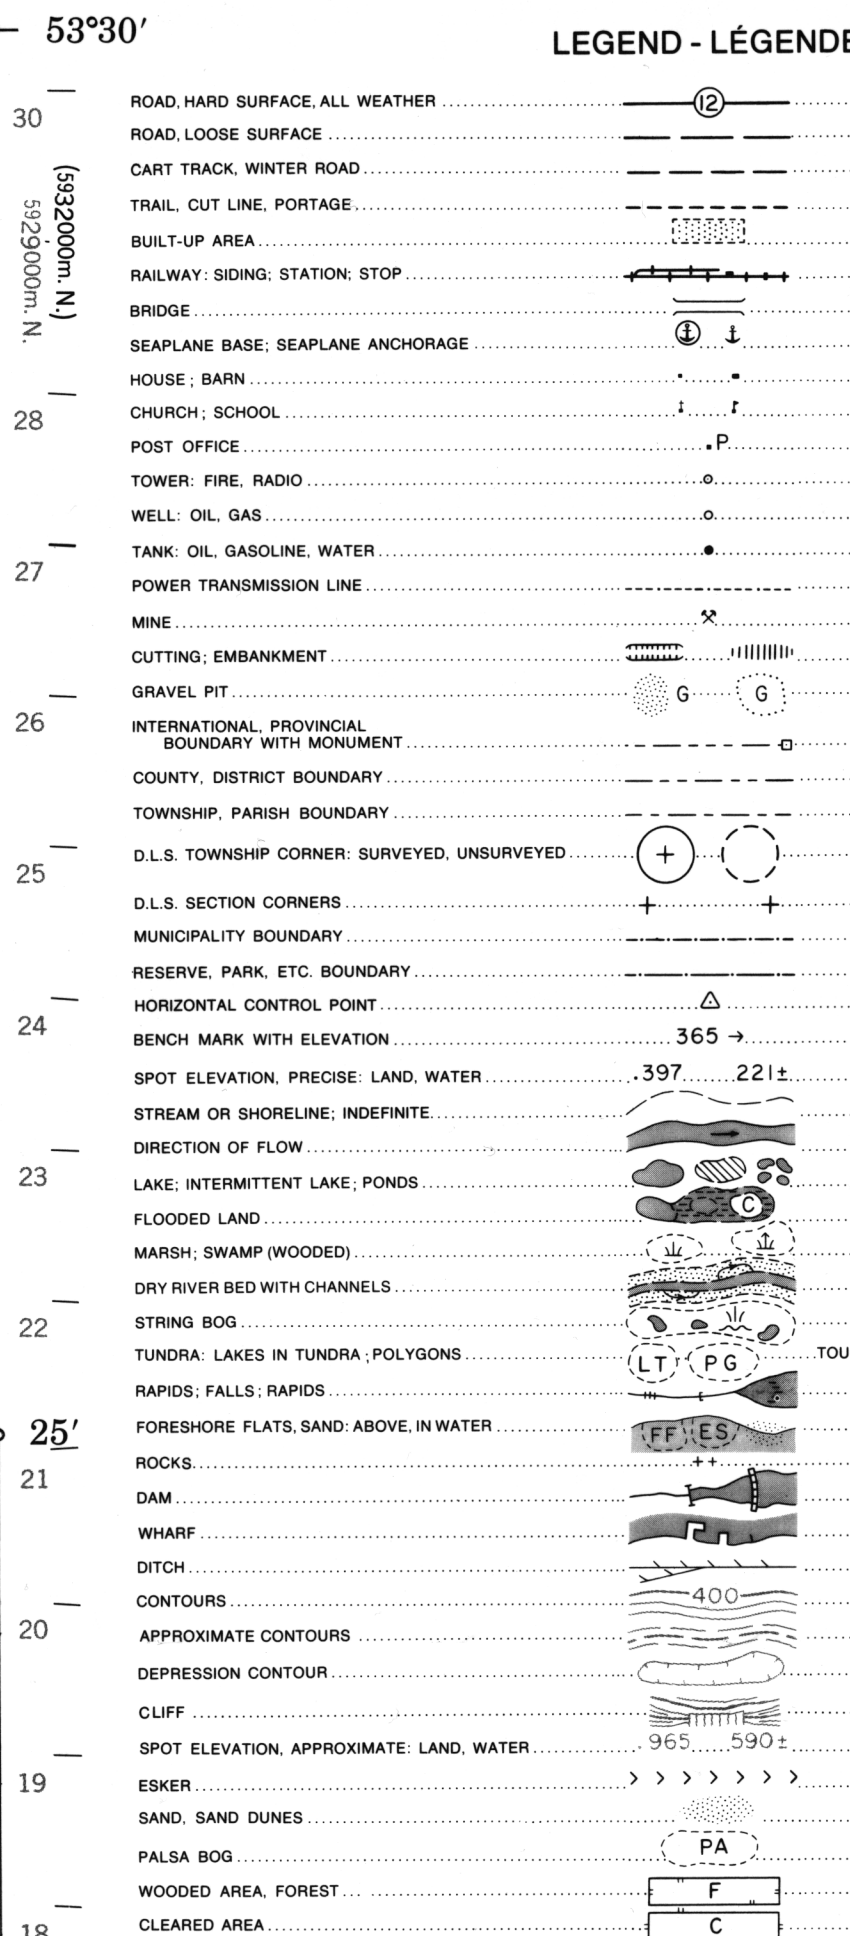 53°30′
LEGEND - LÉGENDE
30
(5932000m. N.)
5929000m. N.
ROAD, HARD SURFACE, ALL WEATHER
12
ROAD, LOOSE SURFACE
CART TRACK, WINTER ROAD
TRAIL, CUT LINE, PORTAGE
BUILT-UP AREA
RAILWAY: SIDING; STATION; STOP
BRIDGE
SEAPLANE BASE; SEAPLANE ANCHORAGE
HOUSE; BARN
28
CHURCH; SCHOOL
POST OFFICE P
TOWER: FIRE, RADIO
WELL: OIL, GAS
27
TANK: OIL, GASOLINE, WATER
POWER TRANSMISSION LINE
MINE
CUTTING; EMBANKMENT
GRAVEL PIT G G
26
INTERNATIONAL, PROVINCIAL
BOUNDARY WITH MONUMENT
COUNTY, DISTRICT BOUNDARY
TOWNSHIP, PARISH BOUNDARY
25
D.L.S. TOWNSHIP CORNER: SURVEYED, UNSURVEYED
D.L.S. SECTION CORNERS
MUNICIPALITY BOUNDARY
RESERVE, PARK, ETC. BOUNDARY
24
HORIZONTAL CONTROL POINT
BENCH MARK WITH ELEVATION 365 →
SPOT ELEVATION, PRECISE: LAND, WATER .397 221±
STREAM OR SHORELINE; INDEFINITE
DIRECTION OF FLOW
23
LAKE; INTERMITTENT LAKE; PONDS
FLOODED LAND C
MARSH; SWAMP (WOODED)
DRY RIVER BED WITH CHANNELS
22
STRING BOG
TUNDRA: LAKES IN TUNDRA; POLYGONS LT PG TOU
RAPIDS; FALLS; RAPIDS
25′
FORESHORE FLATS, SAND: ABOVE, IN WATER FF ES
21
ROCKS ++
DAM
WHARF
DITCH
CONTOURS 400
20
APPROXIMATE CONTOURS
DEPRESSION CONTOUR
CLIFF
SPOT ELEVATION, APPROXIMATE: LAND, WATER .965 590±
19
ESKER
SAND, SAND DUNES
PALSA BOG PA
WOODED AREA, FOREST F
CLEARED AREA C
18